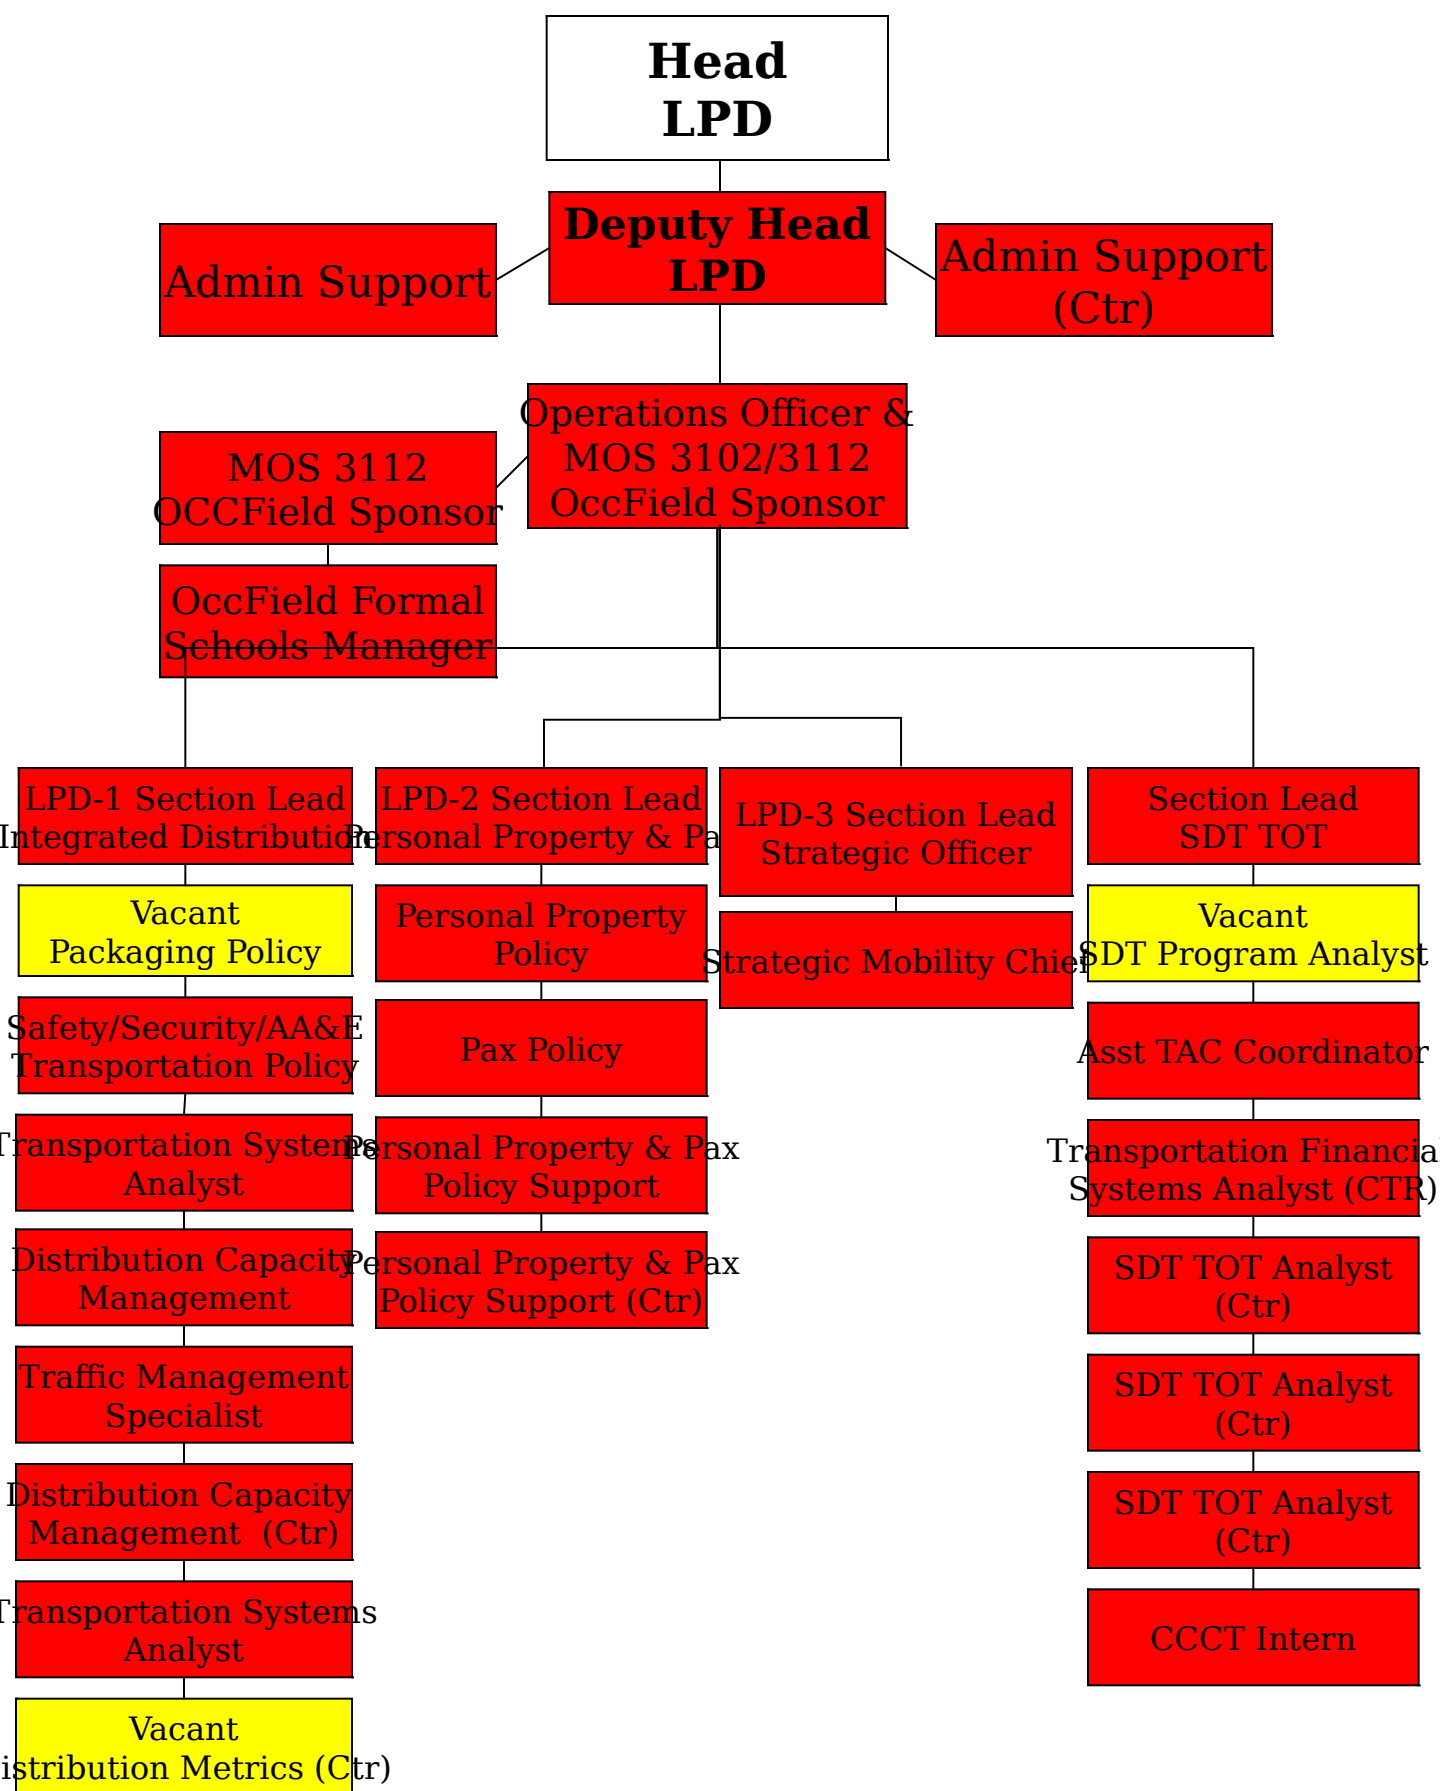 Head
LPD
Deputy Head
LPD
Admin Support
Admin Support
(Ctr)
Operations Officer &
MOS 3102/3112
OccField Sponsor
MOS 3112
OCCField Sponsor
OccField Formal
Schools Manager
LPD-1 Section Lead
Integrated Distribution
Vacant
Packaging Policy
Safety/Security/AA&E
Transportation Policy
Transportation Systems
Analyst
Distribution Capacity
Management
Traffic Management
Specialist
Distribution Capacity
Management (Ctr)
Transportation Systems
Analyst
Vacant
istribution Metrics (Ctr)
LPD-2 Section Lead
Personal Property & Pa
Personal Property
Policy
Pax Policy
Personal Property & Pax
Policy Support
Personal Property & Pax
Policy Support (Ctr)
LPD-3 Section Lead
Strategic Officer
Strategic Mobility Chief
Section Lead
SDT TOT
Vacant
SDT Program Analyst
Asst TAC Coordinator
Transportation Financia
Systems Analyst (CTR)
SDT TOT Analyst
(Ctr)
SDT TOT Analyst
(Ctr)
SDT TOT Analyst
(Ctr)
CCCT Intern